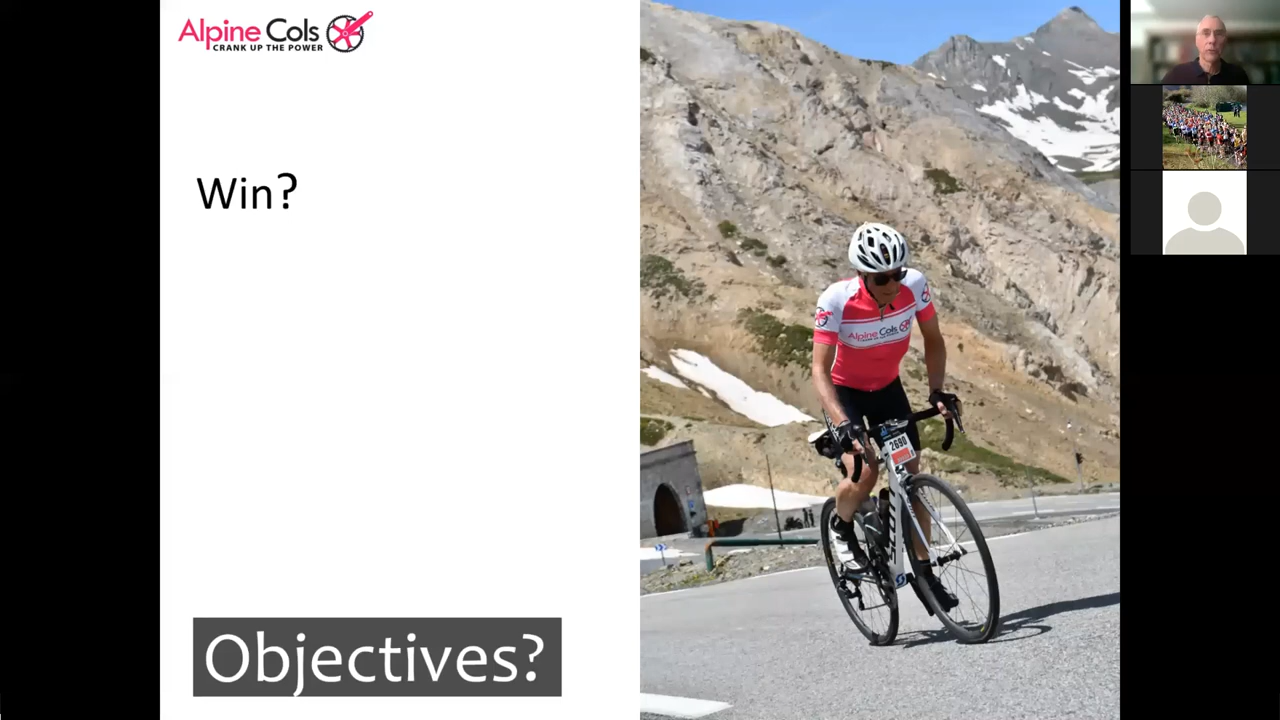 Alpine Cols
CRANK UP THE POWER
Win?
Objectives?
Alpine Cols
2690